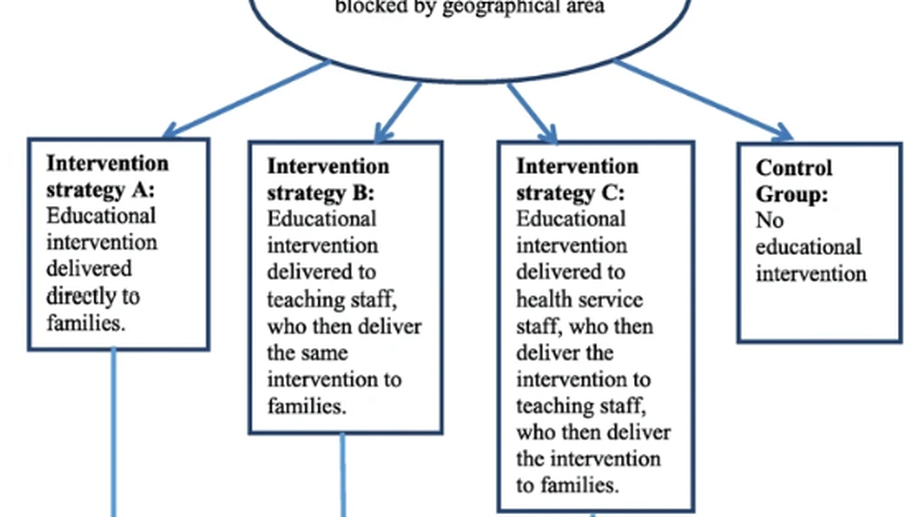 blocked by geographical area
Intervention
strategy A:
Educational
intervention
delivered
directly to
families.
Intervention
strategy B:
Educational
intervention
delivered to
teaching staff,
who then deliver
the same
intervention to
families.
Intervention
strategy C:
Educational
intervention
delivered to
health service
staff, who then
deliver the
intervention to
teaching staff,
who then deliver
the intervention
to families.
Control
Group:
No
educational
intervention